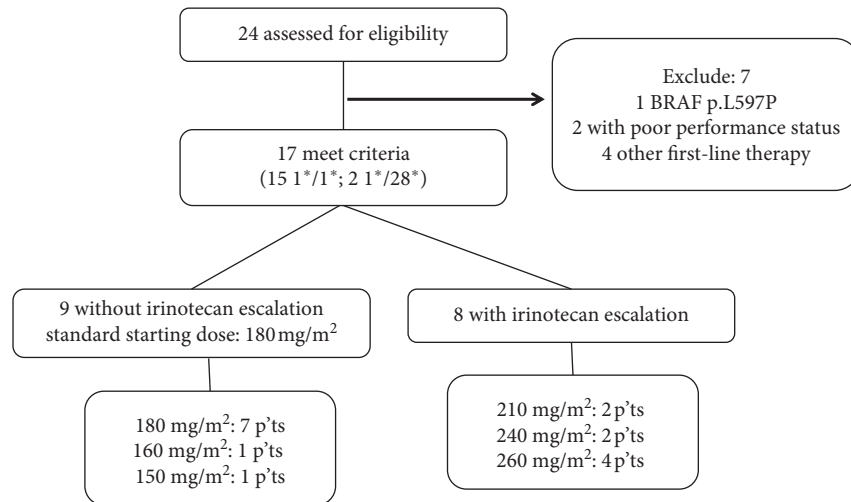 24 assessed for eligibility
Exclude: 7
1 BRAF p.L597P
2 with poor performance status
4 other first-line therapy
17 meet criteria
(15 1*/1*; 2 1*/28*)
9 without irinotecan escalation
standard starting dose: 180 mg/m²
8 with irinotecan escalation
180 mg/m²: 7 p'ts
160 mg/m²: 1 p'ts
150 mg/m²: 1 p'ts
210 mg/m²: 2 p'ts
240 mg/m²: 2 p'ts
260 mg/m²: 4 p'ts